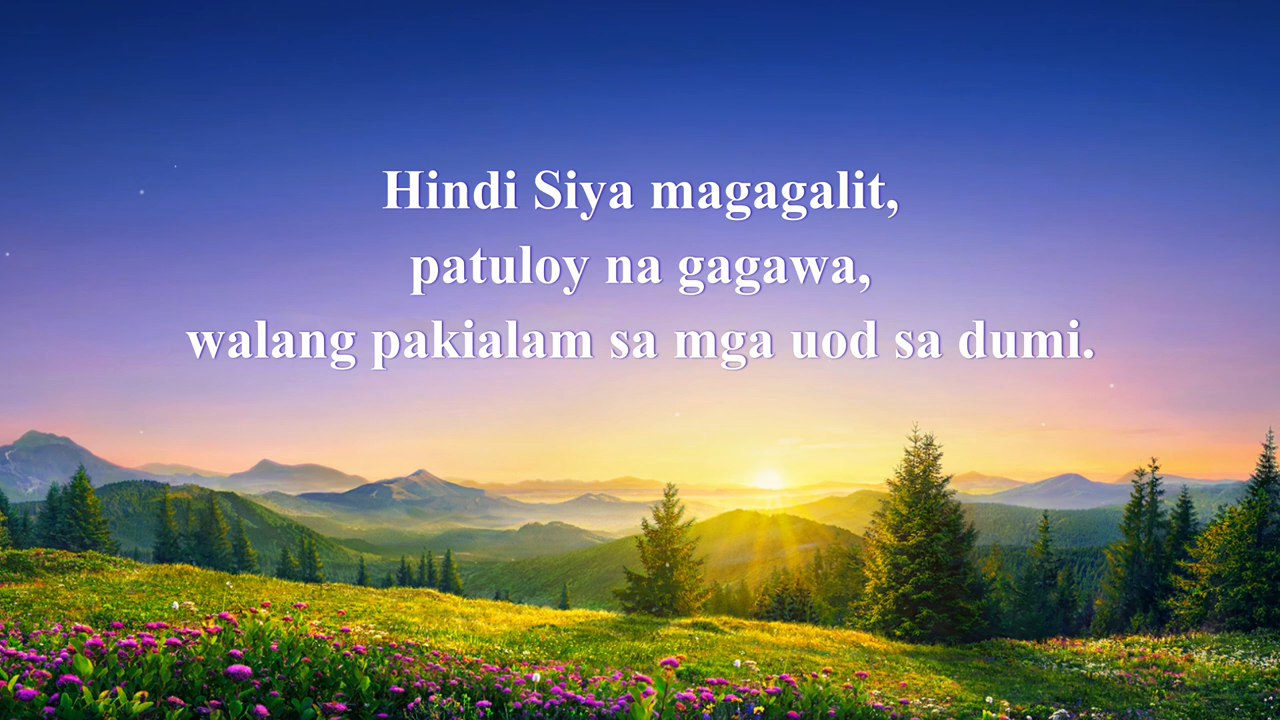 Hindi Siya magagalit,
patuloy na gagawa,
walang pakialam sa mga uod sa dumi.